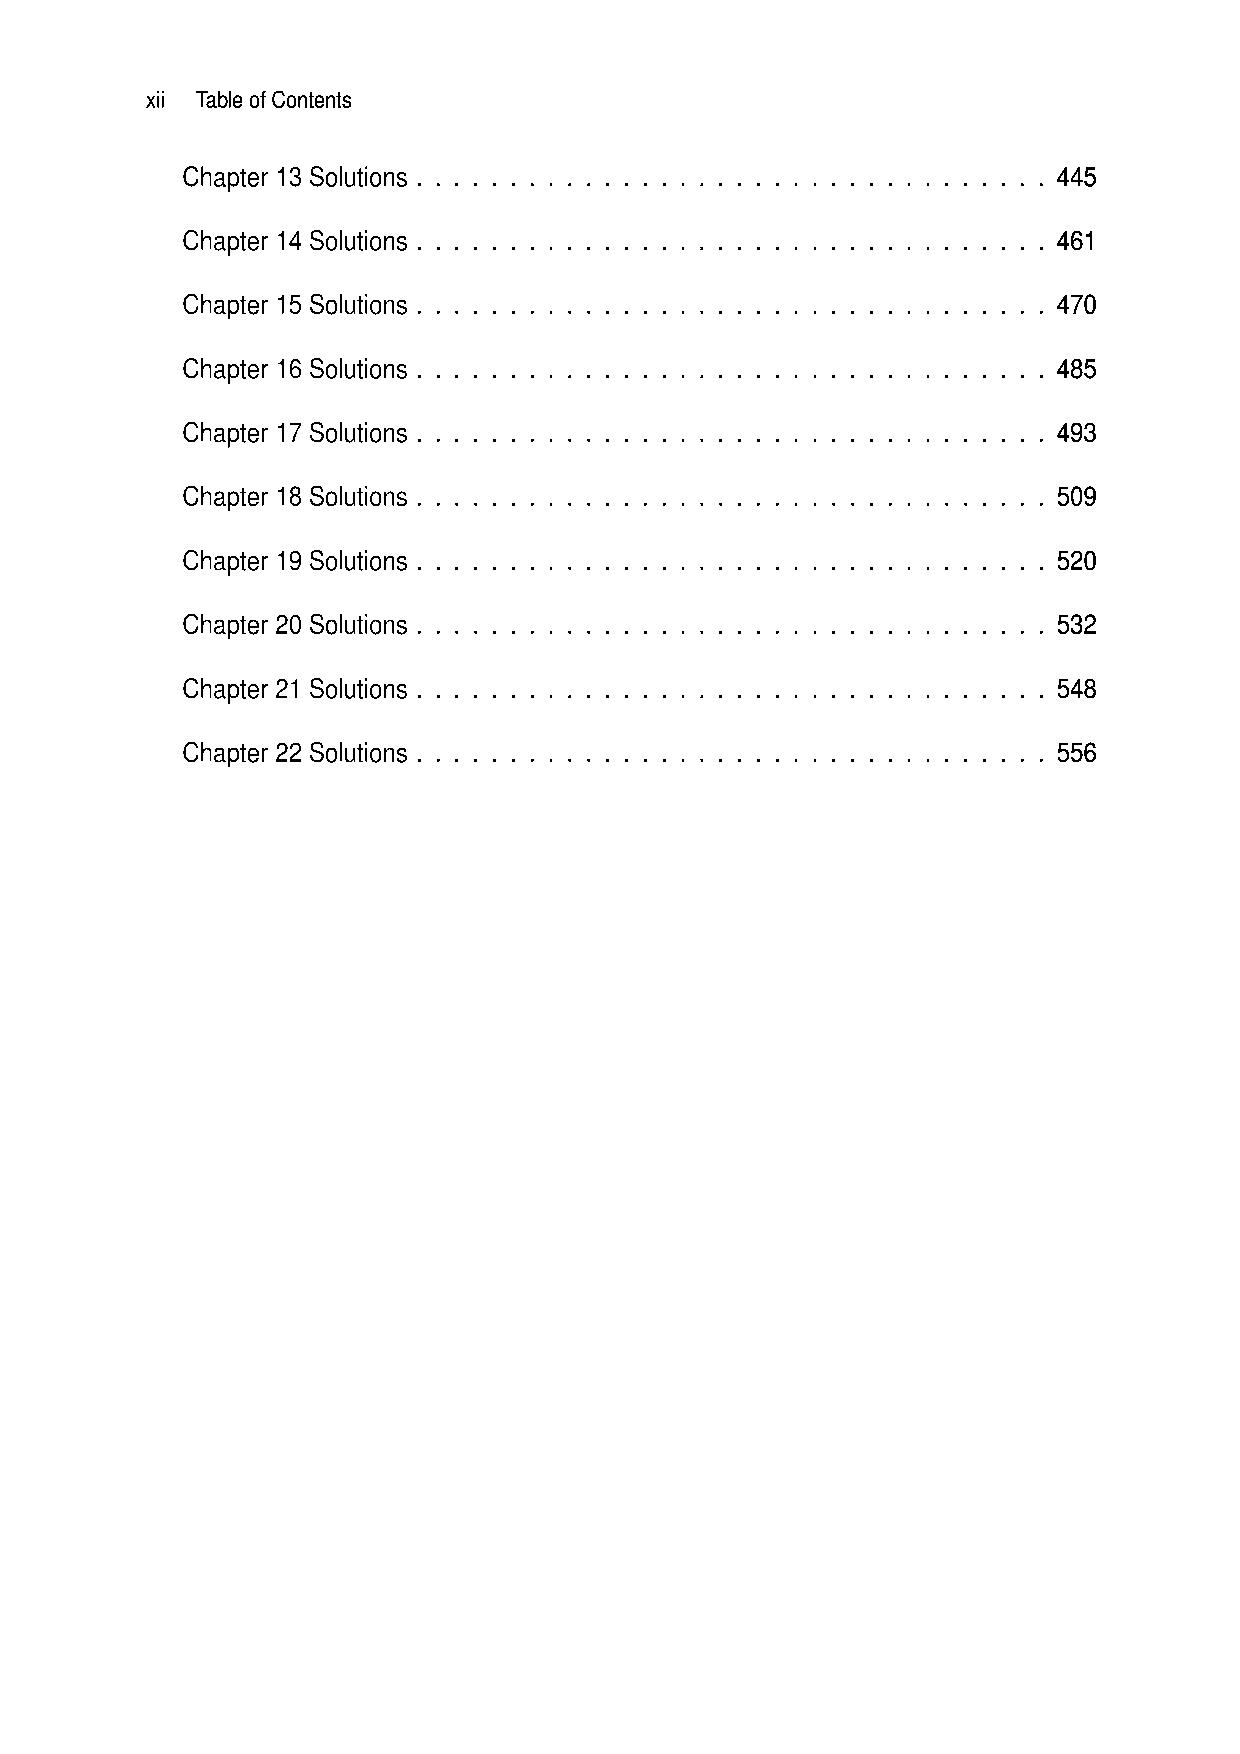 xii Table of Contents
Chapter 13 Solutions . . . . . . . . . . . . . . . . . . . . . . . . . . . . . . . . . . 445
Chapter 14 Solutions . . . . . . . . . . . . . . . . . . . . . . . . . . . . . . . . . . 461
Chapter 15 Solutions . . . . . . . . . . . . . . . . . . . . . . . . . . . . . . . . . . 470
Chapter 16 Solutions . . . . . . . . . . . . . . . . . . . . . . . . . . . . . . . . . . 485
Chapter 17 Solutions . . . . . . . . . . . . . . . . . . . . . . . . . . . . . . . . . . 493
Chapter 18 Solutions . . . . . . . . . . . . . . . . . . . . . . . . . . . . . . . . . . 509
Chapter 19 Solutions . . . . . . . . . . . . . . . . . . . . . . . . . . . . . . . . . . 520
Chapter 20 Solutions . . . . . . . . . . . . . . . . . . . . . . . . . . . . . . . . . . 532
Chapter 21 Solutions . . . . . . . . . . . . . . . . . . . . . . . . . . . . . . . . . . 548
Chapter 22 Solutions . . . . . . . . . . . . . . . . . . . . . . . . . . . . . . . . . . 556